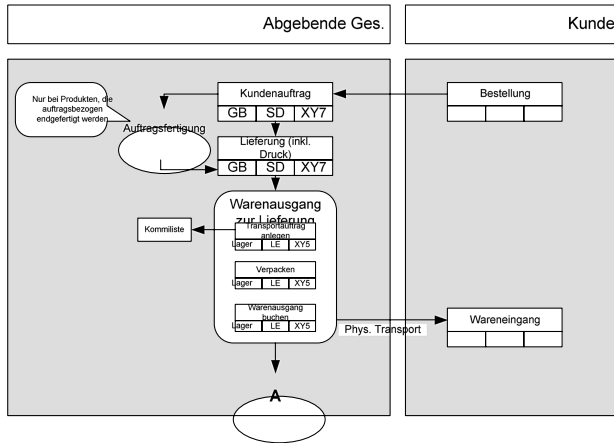 Abgebende Ges.
Kunde
Nur bei Produkten, die
auftragsbezogen
endgefertigt werden
Auftragsfertigung
Kundenauftrag
GB SD XY7
Bestellung
Lieferung (inkl.
Druck)
GB SD XY7
Warenausgang
zur Lieferung
Kommiliste
Transportauftrag
anlegen
Lager LE XY5
Verpacken
Lager LE XY5
Warenausgang
buchen
Lager LE XY5
Phys. Transport
Wareneingang
A